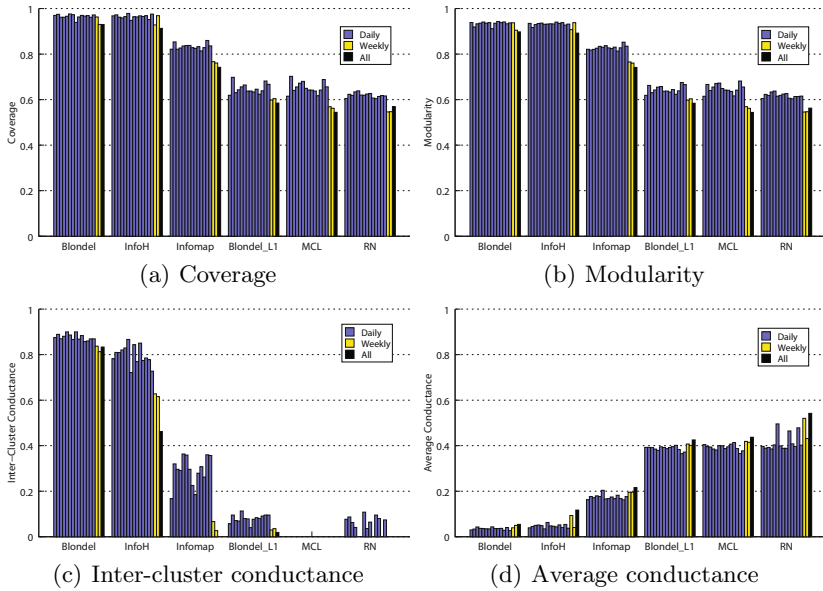 1
0.8
0.6
0.4
0.2
0
Coverage
Daily
Weekly
All
Blondel InfoH Infomap Blondel_L1 MCL RN
(a) Coverage
1
0.8
0.6
0.4
0.2
0
Modularity
Daily
Weekly
All
Blondel InfoH Infomap Blondel_L1 MCL RN
(b) Modularity
1
0.8
0.6
0.4
0.2
0
Inter-Cluster Conductance
Daily
Weekly
All
Blondel InfoH Infomap Blondel_L1 MCL RN
(c) Inter-cluster conductance
1
0.8
0.6
0.4
0.2
0
Average Conductance
Daily
Weekly
All
Blondel InfoH Infomap Blondel_L1 MCL RN
(d) Average conductance